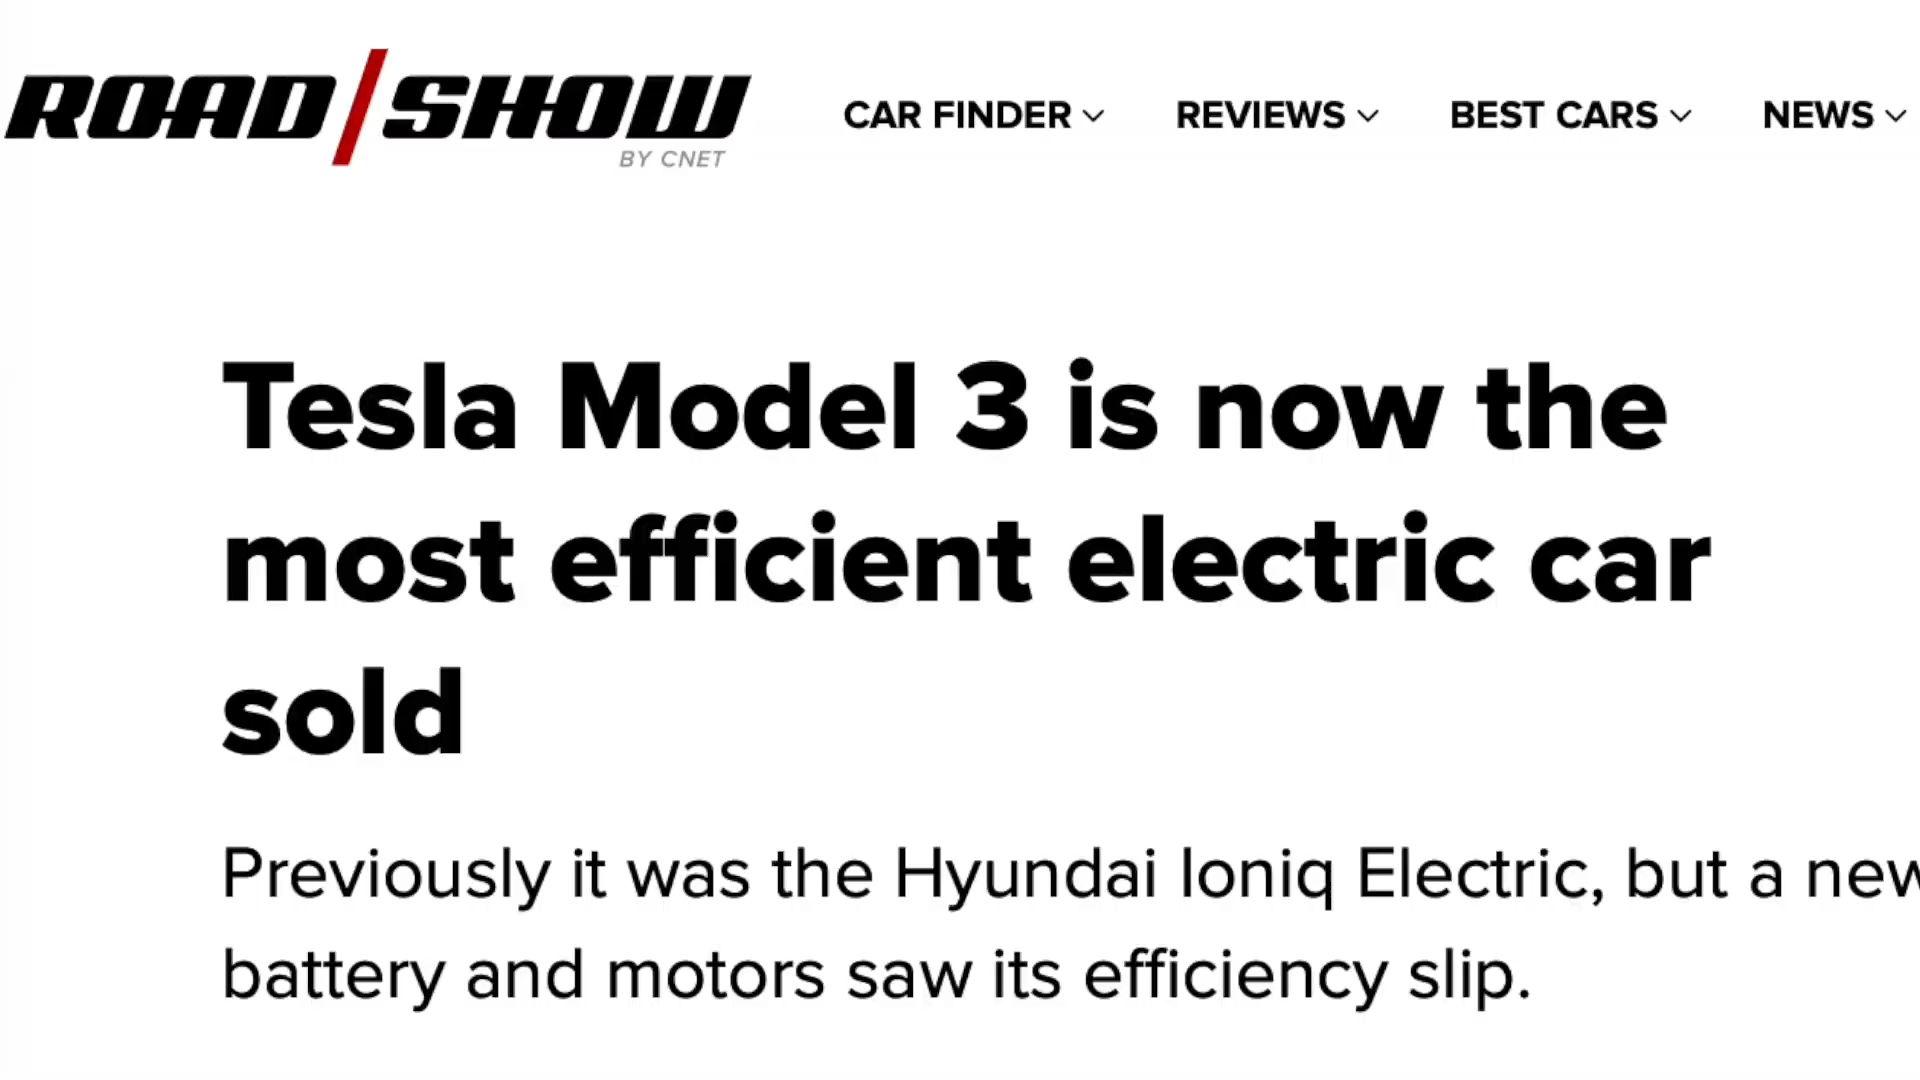 ROAD/SHOW
BY CNET
CAR FINDER REVIEWS BEST CARS NEWS
Tesla Model 3 is now the
most efficient electric car
sold
Previously it was the Hyundai Ioniq Electric, but a new
battery and motors saw its efficiency slip.